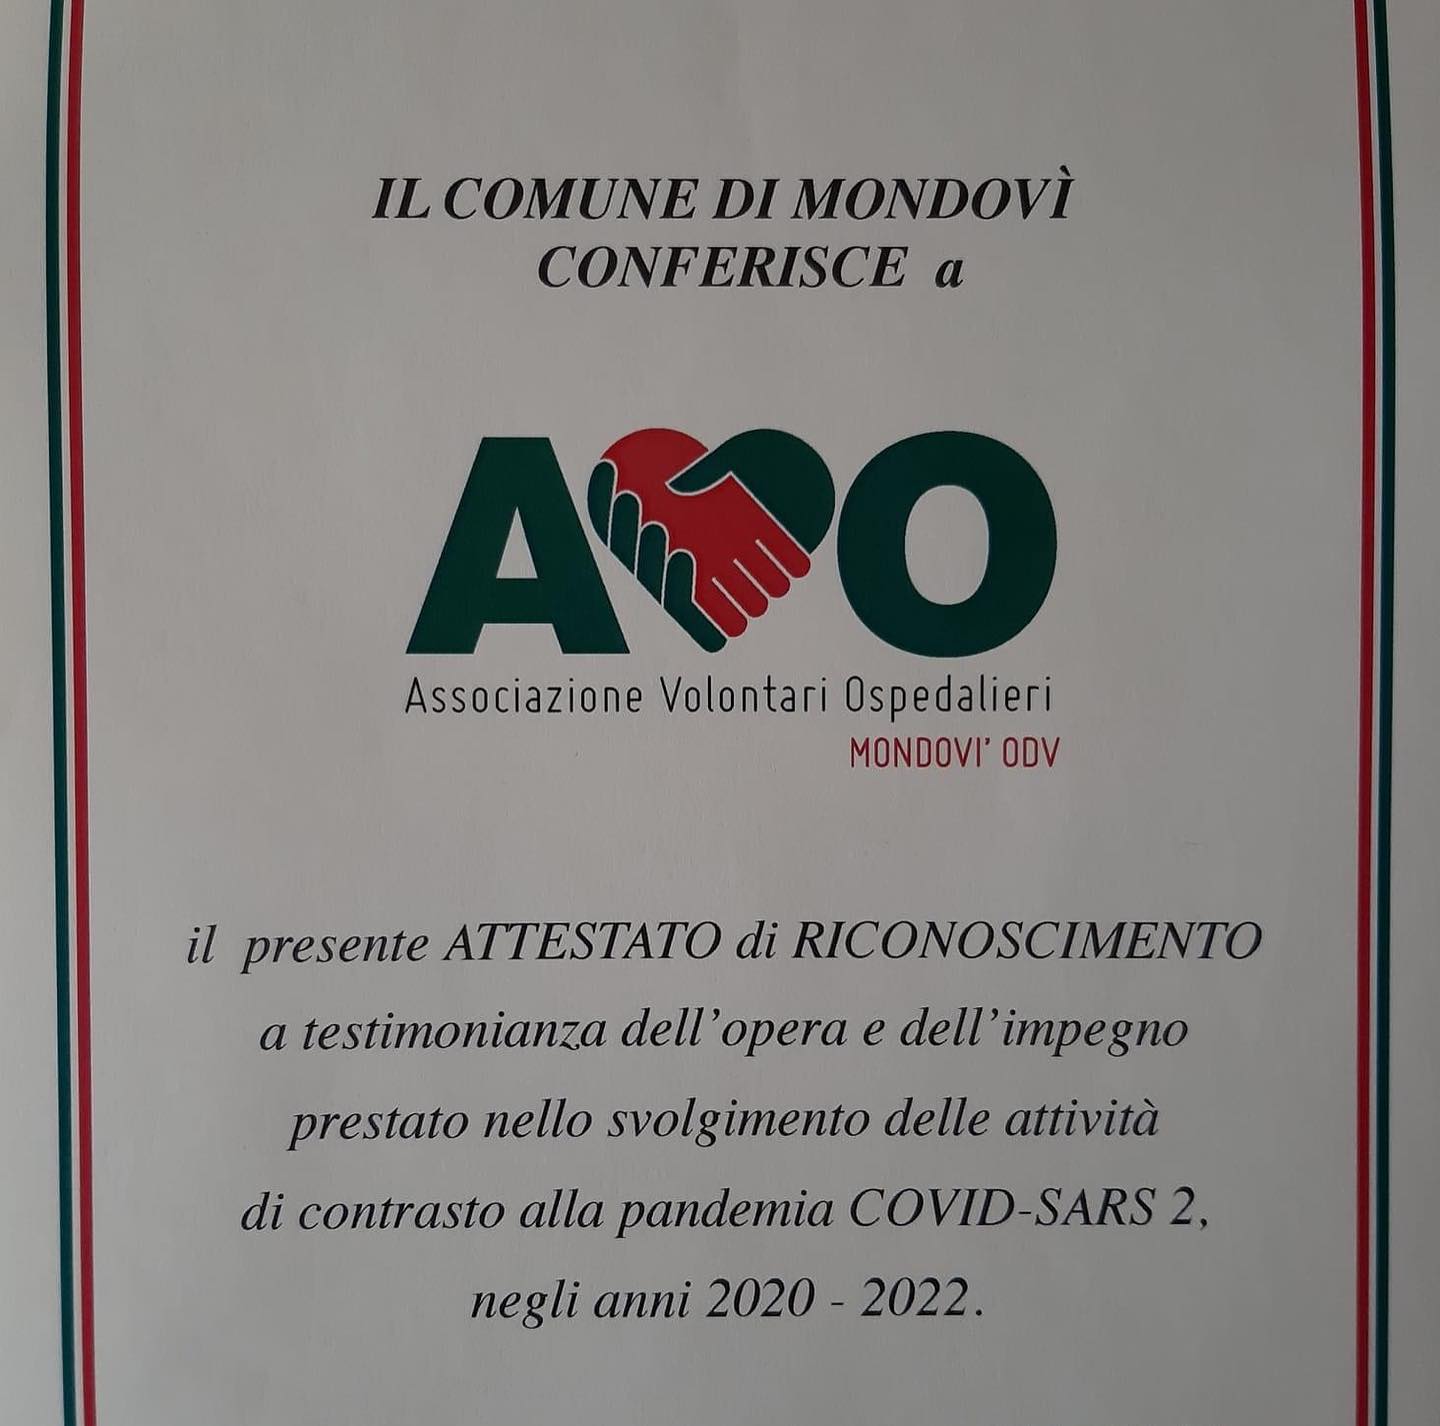 IL COMUNE DI MONDOVÌ
CONFERISCE a
AVO
Associazione Volontari Ospedalieri
MONDOVI' ODV
il presente ATTESTATO di RICONOSCIMENTO
a testimonianza dell'opera e dell'impegno
prestato nello svolgimento delle attività
di contrasto alla pandemia COVID-SARS 2,
negli anni 2020 - 2022.